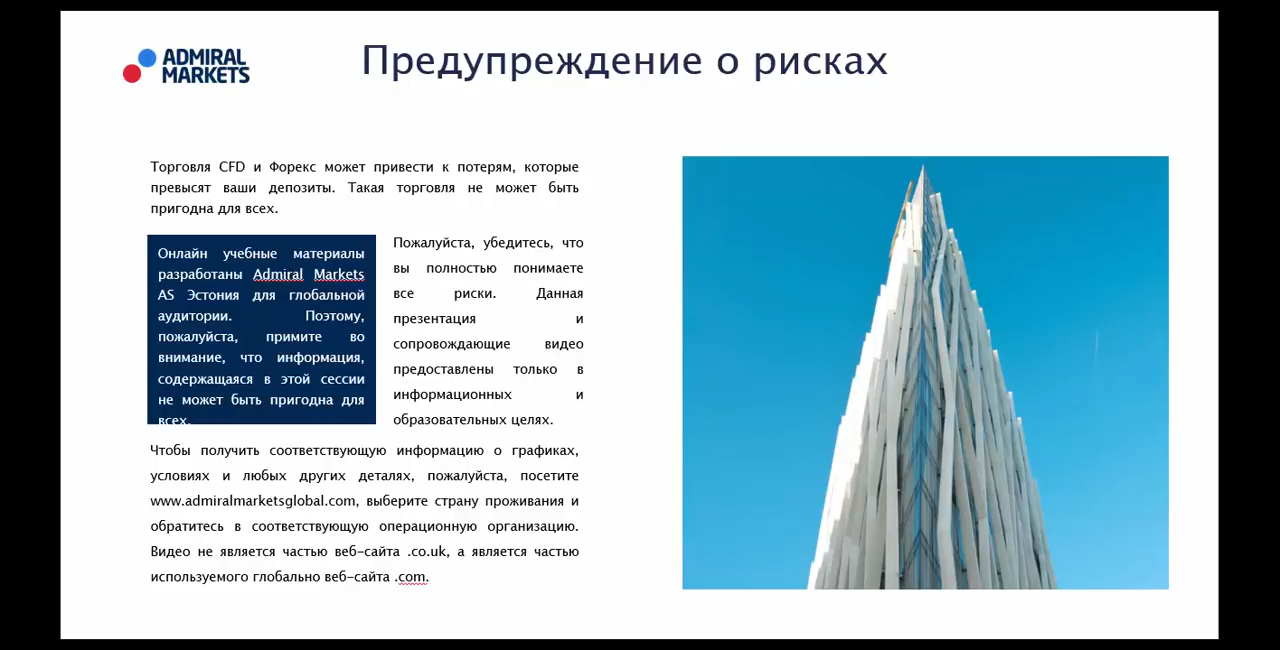 ADMIRAL
MARKETS
Предупреждение о рисках
Торговля CFD и Форекс может привести к потерям, которые
превысят ваши депозиты. Такая торговля не может быть
пригодна для всех.
Онлайн учебные материалы
разработаны Admiral Markets
AS Эстония для глобальной
аудитории. Поэтому,
пожалуйста, примите во
внимание, что информация,
содержащаяся в этой сессии
не может быть пригодна для
всех.
Пожалуйста, убедитесь, что
вы полностью понимаете
все риски. Данная
презентация и
сопровождающие видео
предоставлены только в
информационных и
образовательных целях.
Чтобы получить соответствующую информацию о графиках,
условиях и любых других деталях, пожалуйста, посетите
www.admiralmarketsglobal.com, выберите страну проживания и
обратитесь в соответствующую операционную организацию.
Видео не является частью веб-сайта .co.uk, а является частью
используемого глобально веб-сайта .com.